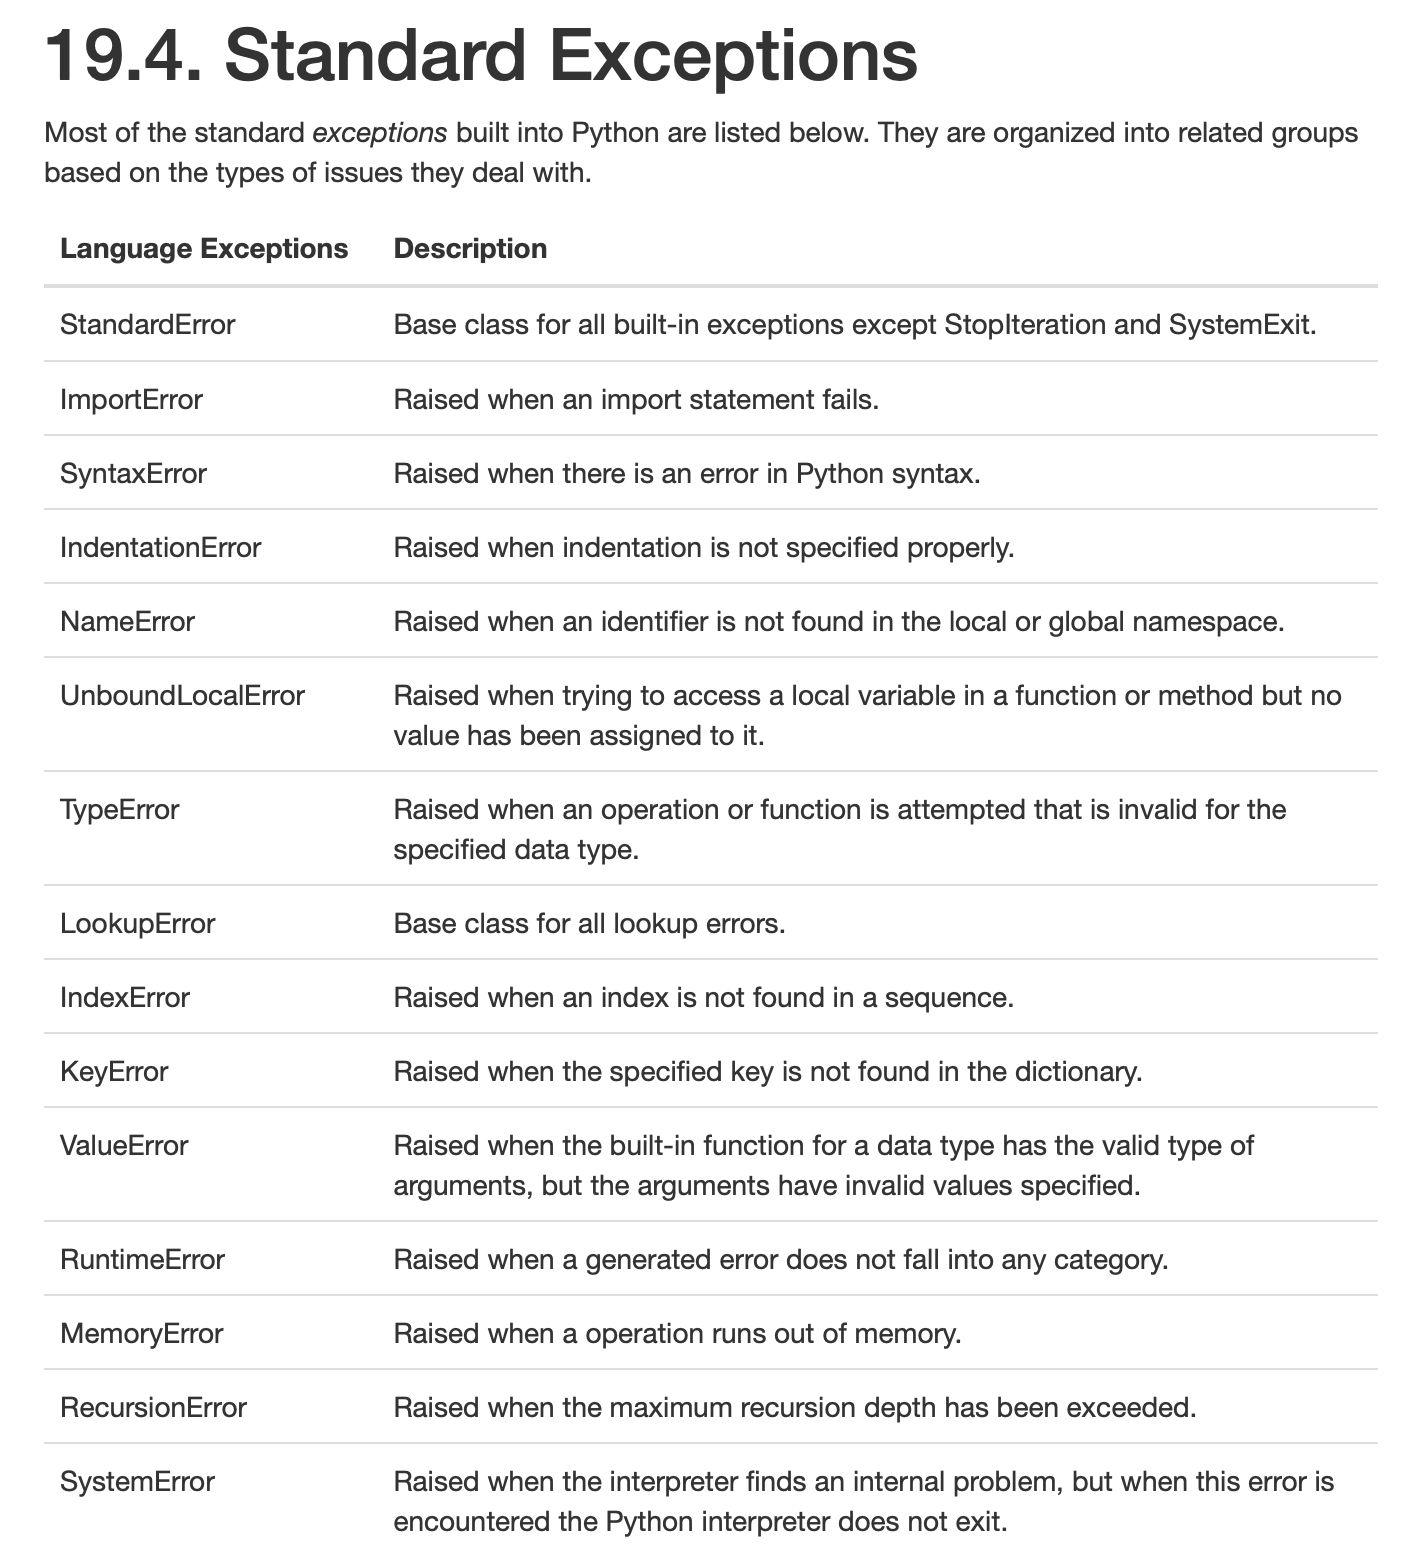 19.4. Standard Exceptions
Most of the standard exceptions built into Python are listed below. They are organized into related groups
based on the types of issues they deal with.
Language Exceptions Description
StandardError Base class for all built-in exceptions except StopIteration and SystemExit.
ImportError Raised when an import statement fails.
SyntaxError Raised when there is an error in Python syntax.
IndentationError Raised when indentation is not specified properly.
NameError Raised when an identifier is not found in the local or global namespace.
UnboundLocalError Raised when trying to access a local variable in a function or method but no
value has been assigned to it.
TypeError Raised when an operation or function is attempted that is invalid for the
specified data type.
LookupError Base class for all lookup errors.
IndexError Raised when an index is not found in a sequence.
KeyError Raised when the specified key is not found in the dictionary.
ValueError Raised when the built-in function for a data type has the valid type of
arguments, but the arguments have invalid values specified.
RuntimeError Raised when a generated error does not fall into any category.
MemoryError Raised when a operation runs out of memory.
RecursionError Raised when the maximum recursion depth has been exceeded.
SystemError Raised when the interpreter finds an internal problem, but when this error is
encountered the Python interpreter does not exit.